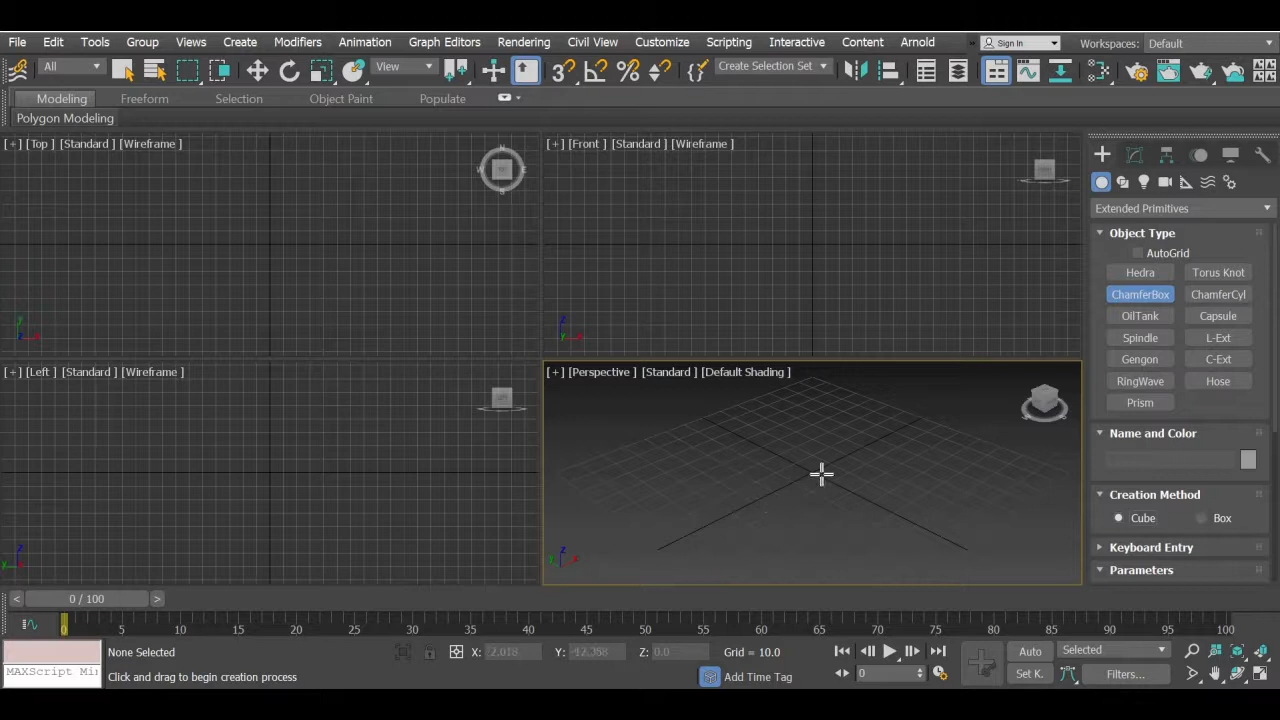 File Edit Tools Group Views Create Modifiers Animation Graph Editors Rendering Civil View Customize Scripting Interactive Content Arnold Sign In Workspaces: Default
All View Create Selection Set
Modeling Freeform Selection Object Paint Populate
Polygon Modeling
[+] [Top ] [Standard ] [Wireframe ]
[+] [Front ] [Standard ] [Wireframe ]
N
W E
S
Extended Primitives
Object Type
AutoGrid
Hedra Torus Knot
ChamferBox ChamferCyl
OilTank Capsule
Spindle L-Ext
Gengon C-Ext
RingWave Hose
Prism
y
z x
z
y x
[+] [Left ] [Standard ] [Wireframe ]
[+] [Perspective ] [Standard ] [Default Shading ]
Name and Color
Creation Method
Cube Box
Keyboard Entry
Parameters
z
y x
z
y x
< 0 / 100 >
0 5 10 15 20 25 30 35 40 45 50 55 60 65 70 75 80 85 90 95 100
None Selected X: Y: Z: 0.0 Grid = 10.0 Auto Selected
MAXScript Mi
Click and drag to begin creation process Add Time Tag 0 Set K. Filters...